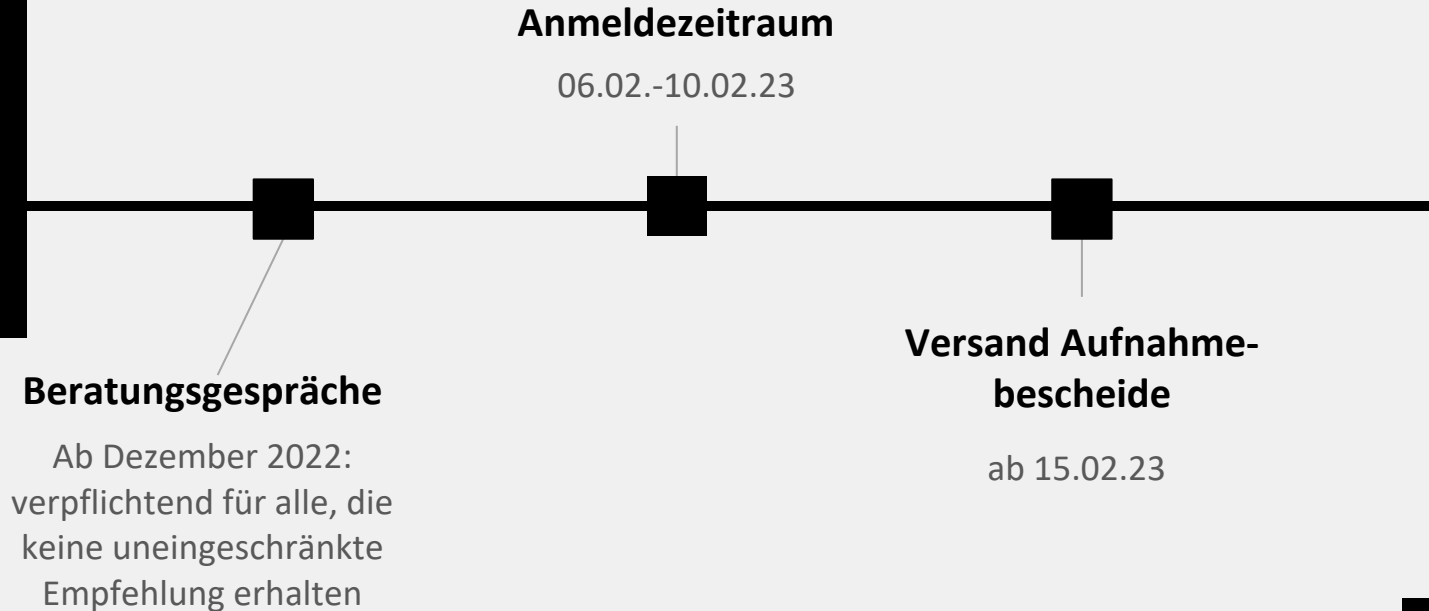 Anmeldezeitraum
06.02.-10.02.23
Beratungsgespräche
Ab Dezember 2022:
verpflichtend für alle, die
keine uneingeschränkte
Empfehlung erhalten
Versand Aufnahme-
bescheide
ab 15.02.23